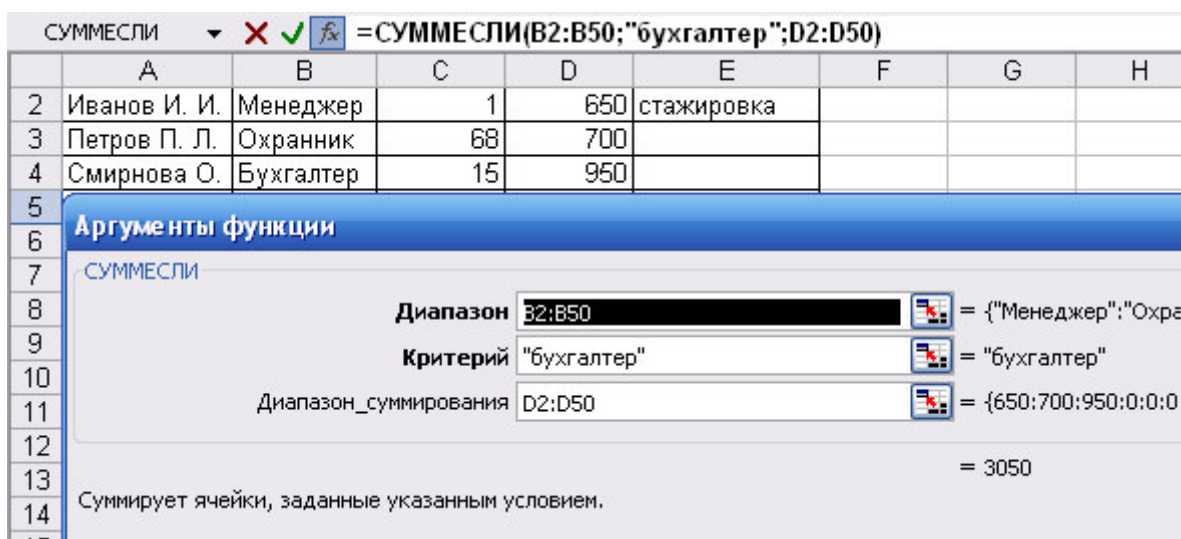 СУММЕСЛИ =СУММЕСЛИ(B2:B50;"бухгалтер";D2:D50)
A B C D E F G H
2 Иванов И. И. Менеджер 1 650 стажировка
3 Петров П. Л. Охранник 68 700
4 Смирнова О. Бухгалтер 15 950
5
Аргументы функции
6
7 СУММЕСЛИ
8 Диапазон B2:B50 = {"Менеджер":"Охра
9
Критерий "бухгалтер" = "бухгалтер"
10
11 Диапазон_суммирования D2:D50 = {650:700:950:0:0:0
12
13 = 3050
14 Суммирует ячейки, заданные указанным условием.